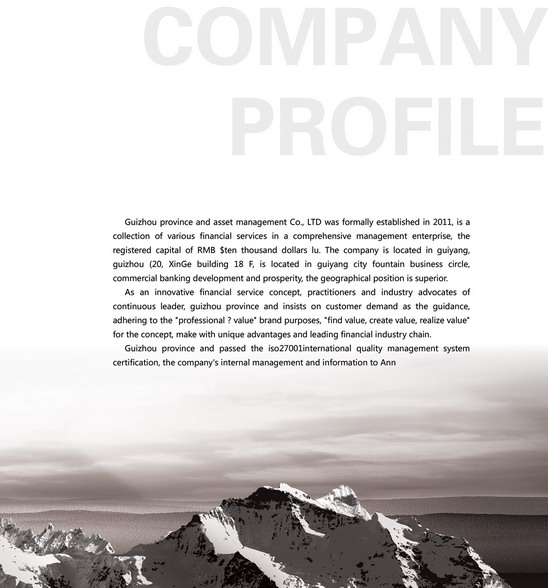 COMPANY
PROFILE
Guizhou province and asset management Co., LTD was formally established in 2011, is a
collection of various financial services in a comprehensive management enterprise, the
registered capital of RMB $ten thousand dollars lu. The company is located in guiyang,
guizhou (20, XinGe building 18 F, is located in guiyang city fountain business circle,
commercial banking development and prosperity, the geographical position is superior.
As an innovative financial service concept, practitioners and industry advocates of
continuous leader, guizhou province and insists on customer demand as the guidance,
adhering to the "professional ? value" brand purposes, "find value, create value, realize value"
for the concept, make with unique advantages and leading financial industry chain.
Guizhou province and passed the iso27001international quality management system
certification, the company's internal management and information to Ann